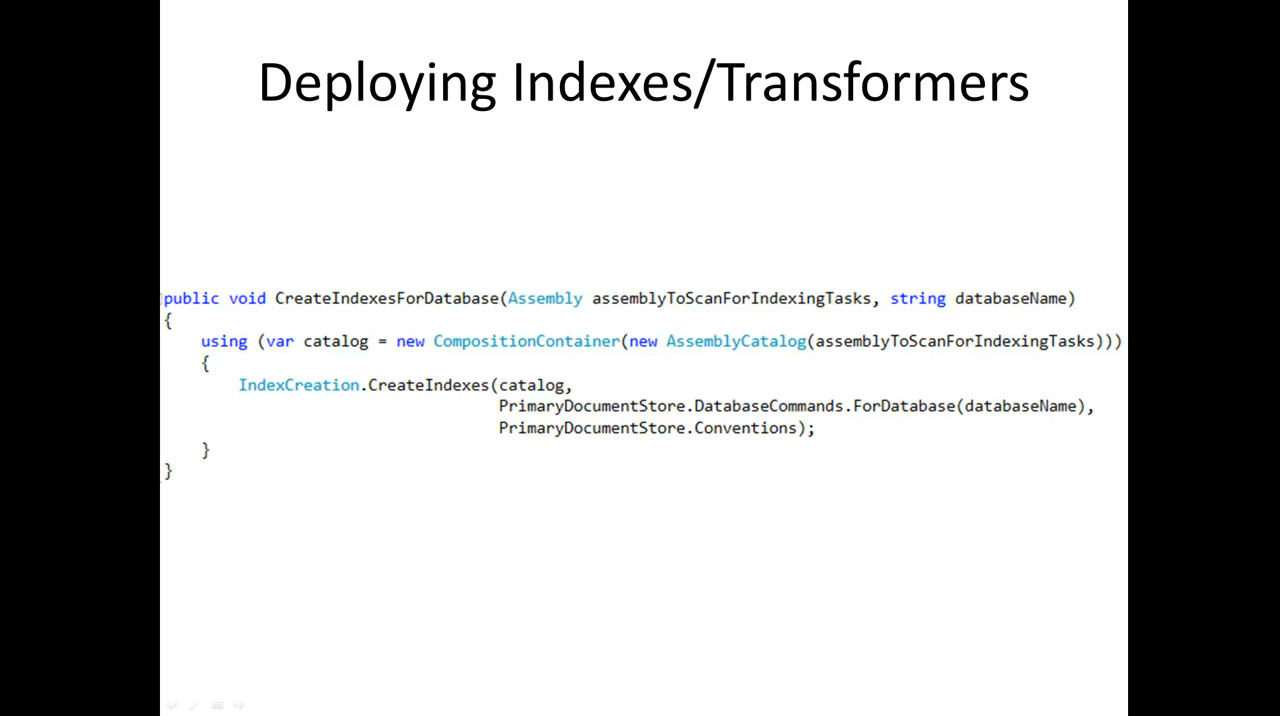 Deploying Indexes/Transformers
public void CreateIndexesForDatabase(Assembly assemblyToScanForIndexingTasks, string databaseName)
{
using (var catalog = new CompositionContainer(new AssemblyCatalog(assemblyToScanForIndexingTasks)))
{
IndexCreation.CreateIndexes(catalog,
PrimaryDocumentStore.DatabaseCommands.ForDatabase(databaseName),
PrimaryDocumentStore.Conventions);
}
}